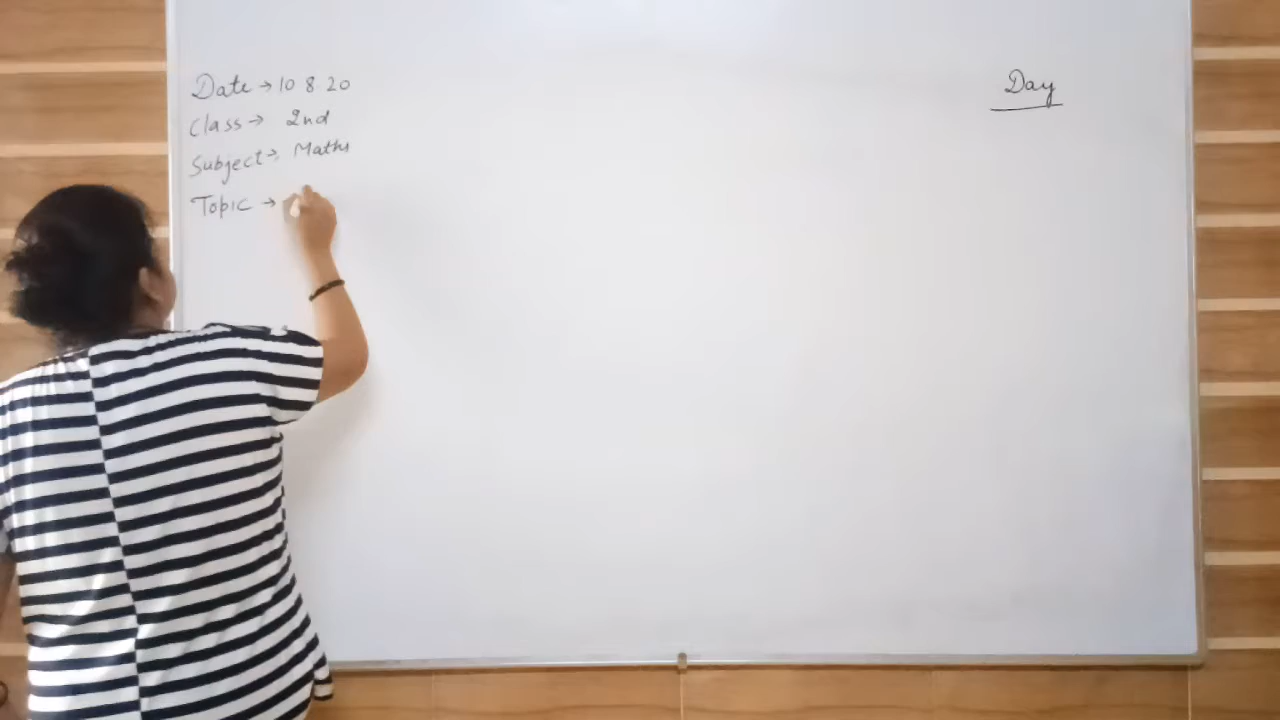 Date → 10 8 20
Day
Class → 2nd
Subject → Maths
Topic →